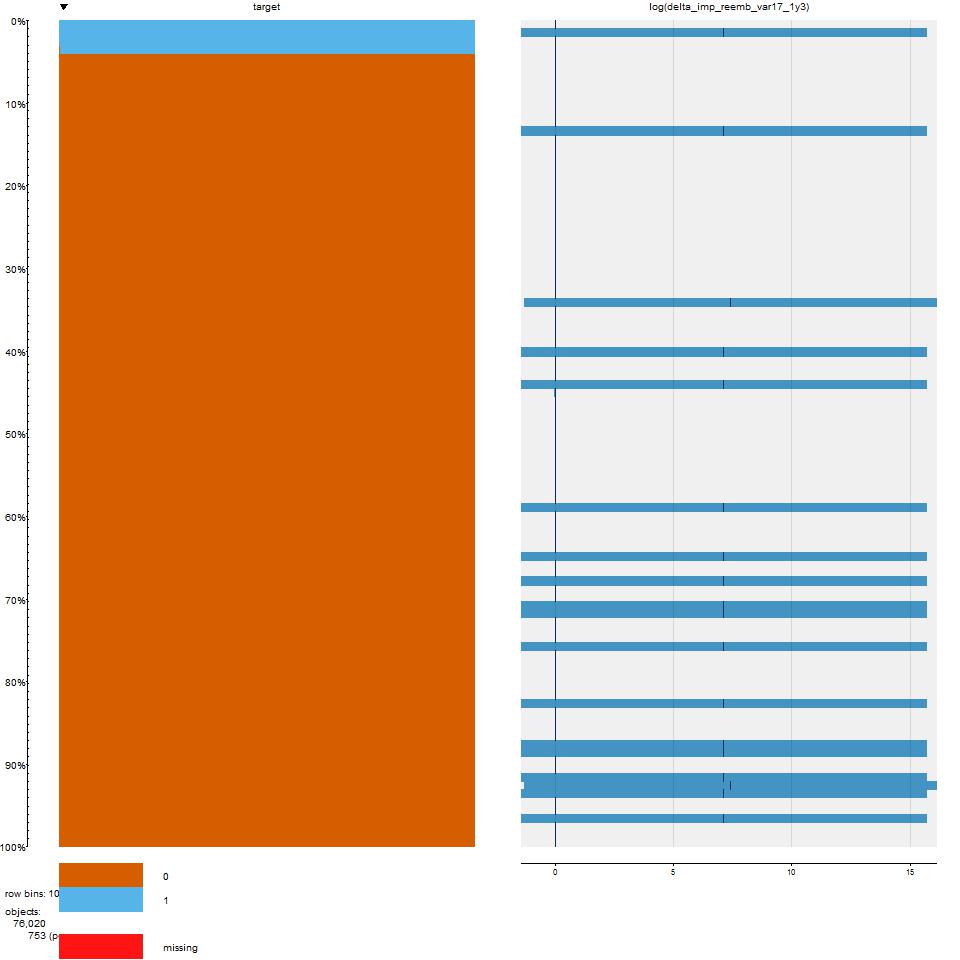 target
log(delta_imp_reemb_var17_1y3)
0%
10%
20%
30%
40%
50%
60%
70%
80%
90%
100%
0 5 10 15
0
row bins: 10
1
objects:
76,020
753 (p
missing